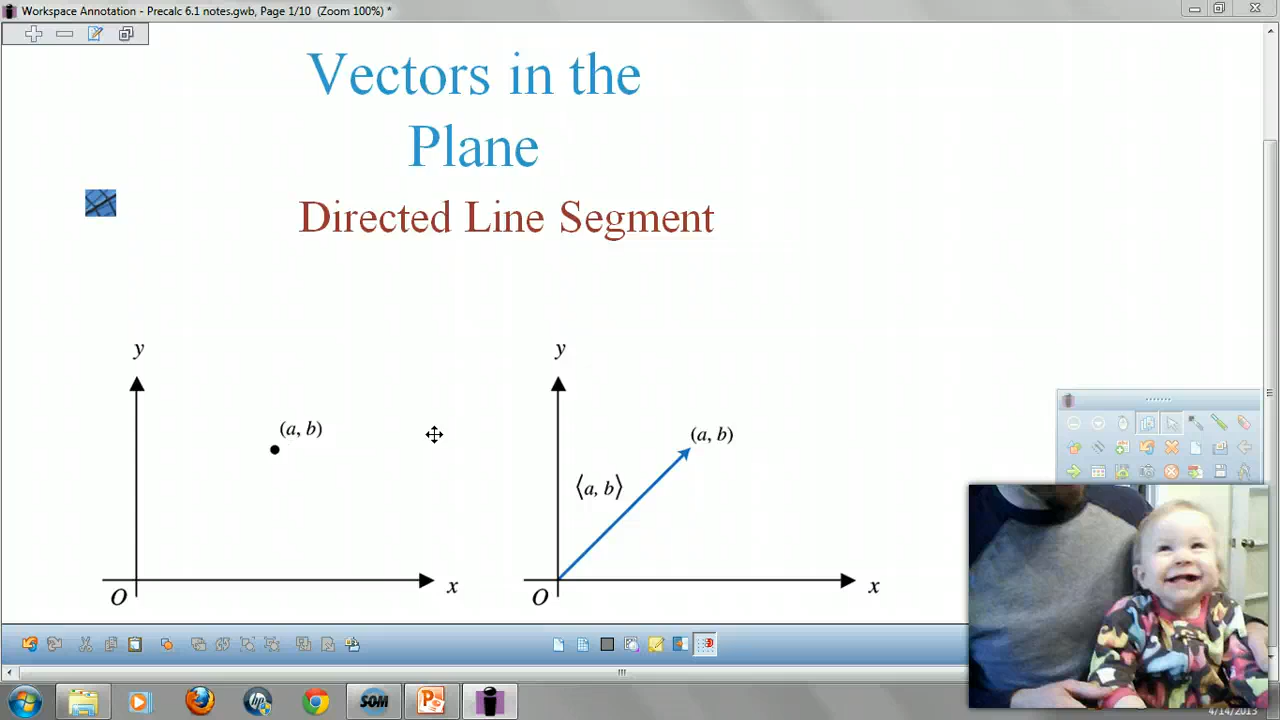 Workspace Annotation - Precalc 6.1 notes.gwb, Page 1/10 (Zoom 100%) *
Vectors in the
Plane
Directed Line Segment
y
y
(a, b)
(a, b)
⟨a, b⟩
x
x
O
O
SOM
4/14/2013